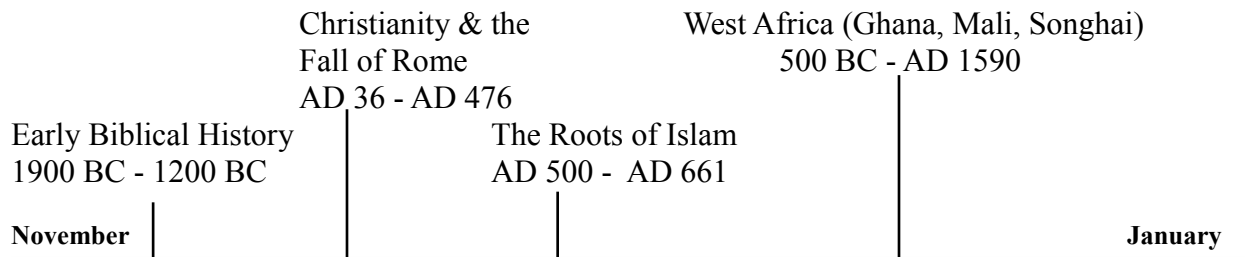 Christianity & the
Fall of Rome
AD 36 - AD 476
West Africa (Ghana, Mali, Songhai)
500 BC - AD 1590
Early Biblical History
1900 BC - 1200 BC
The Roots of Islam
AD 500 - AD 661
November
January